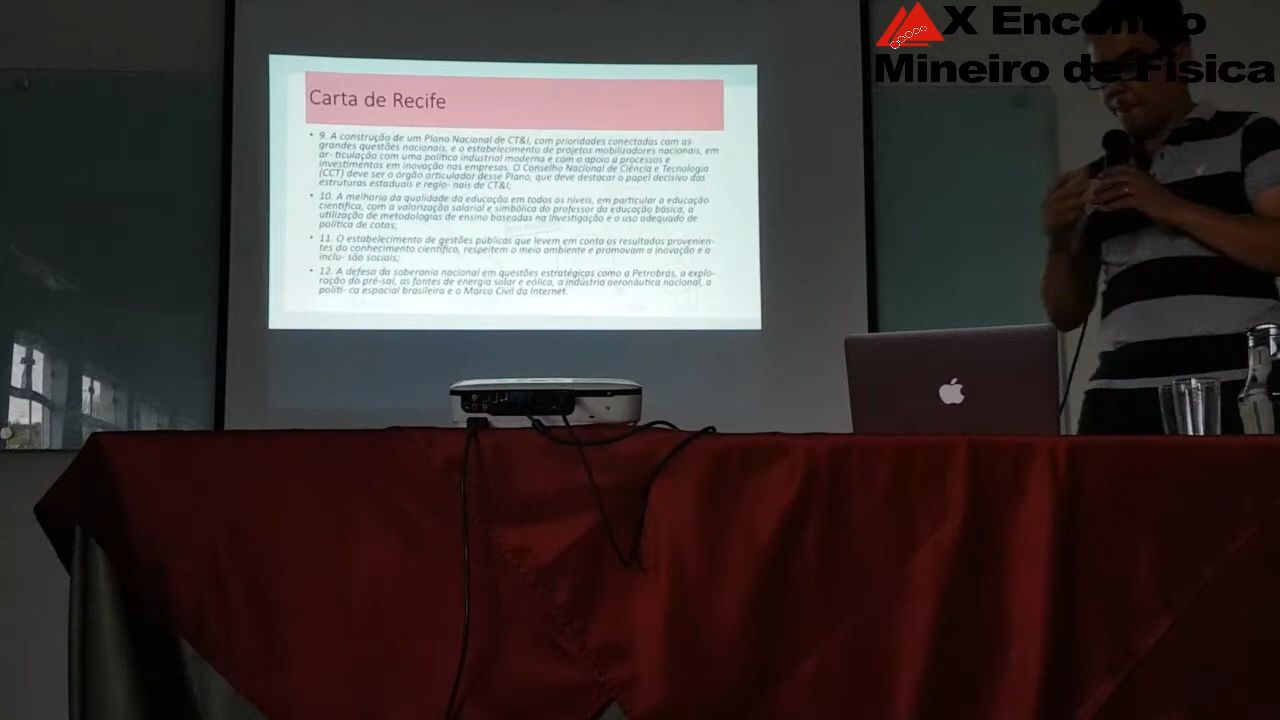 X Encontro
Mineiro de Física
Carta de Recife
• 9. A construção de um Plano Nacional de CT&I, com prioridades conectadas com as
grandes questões nacionais, e o estabelecimento de projetos mobilizadores nacionais, em
ar- ticulação com uma política industrial moderna e com o apoio a processos e
investimentos em inovação nas empresas. O Conselho Nacional de Ciência e Tecnologia
(CCT) deve ser o órgão articulador desse Plano, que deve destacar o papel decisivo das
estruturas estaduais e regio- nais de CT&I;
• 10. A melhoria da qualidade da educação em todos os níveis, em particular a educação
científica, com a valorização salarial e simbólica do professor da educação básica, a
utilização de metodologias de ensino baseadas na investigação e o uso adequado de
política de cotas;
• 11. O estabelecimento de gestões públicas que levem em conta os resultados provenien-
tes do conhecimento científico, respeitem o meio ambiente e promovam a inovação e a
inclu- são sociais;
• 12. A defesa da soberania nacional em questões estratégicas como a Petrobrás, a explo-
ração do pré-sal, as fontes de energia solar e eólica, a indústria aeronáutica nacional, a
políti- ca espacial brasileira e o Marco Civil da Internet.